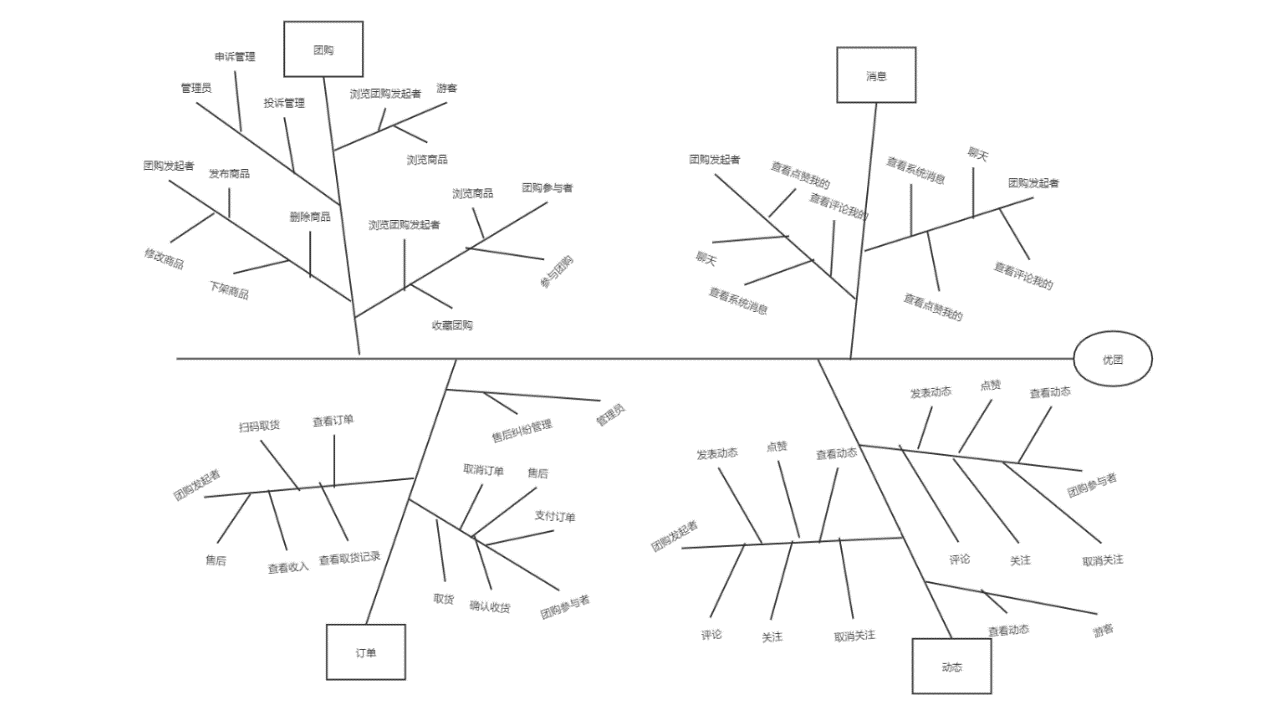 团购
申诉管理
管理员
投诉管理
浏览团购发起者
游客
浏览商品
团购发起者
发布商品
删除商品
修改商品
下架商品
浏览团购发起者
浏览商品
团购参与者
参与团购
收藏团购
消息
团购发起者
查看点赞我的
查看评论我的
聊天
查看系统消息
查看系统消息
聊天
团购发起者
查看评论我的
查看点赞我的
优团
扫码取货
查看订单
团购发起者
售后
查看收入
查看取货记录
售后纠纷管理
管理员
取消订单
售后
支付订单
取货
确认收货
团购参与者
订单
发表动态
点赞
查看动态
团购发起者
评论
关注
取消关注
发表动态
点赞
查看动态
团购参与者
评论
关注
取消关注
查看动态
游客
动态